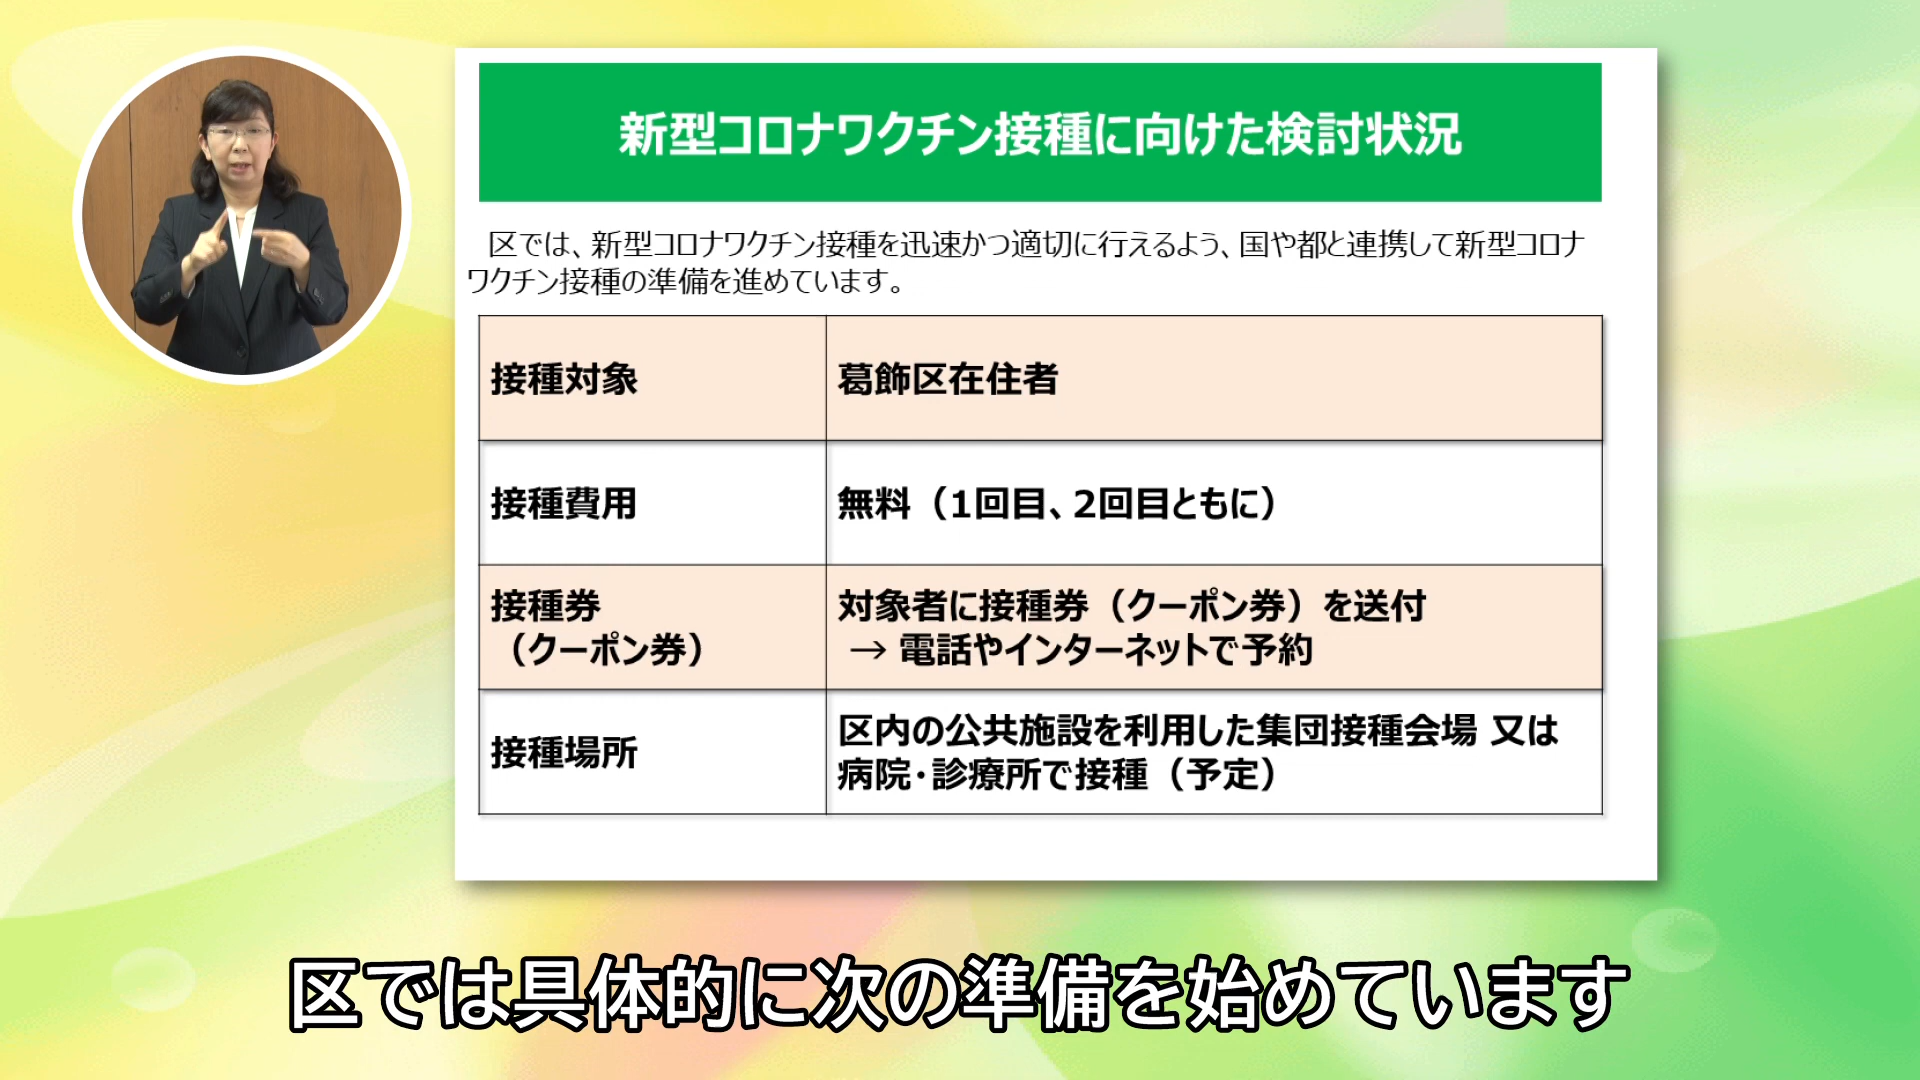 新型コロナワクチン接種に向けた検討状況
区では、新型コロナワクチン接種を迅速かつ適切に行えるよう、国や都と連携して新型コロナ
ワクチン接種の準備を進めています。
接種対象
葛飾区在住者
接種費用
無料（1回目、2回目ともに）
接種券
（クーポン券）
対象者に接種券（クーポン券）を送付
→ 電話やインターネットで予約
接種場所
区内の公共施設を利用した集団接種会場 又は
病院・診療所で接種（予定）
区では具体的に次の準備を始めています